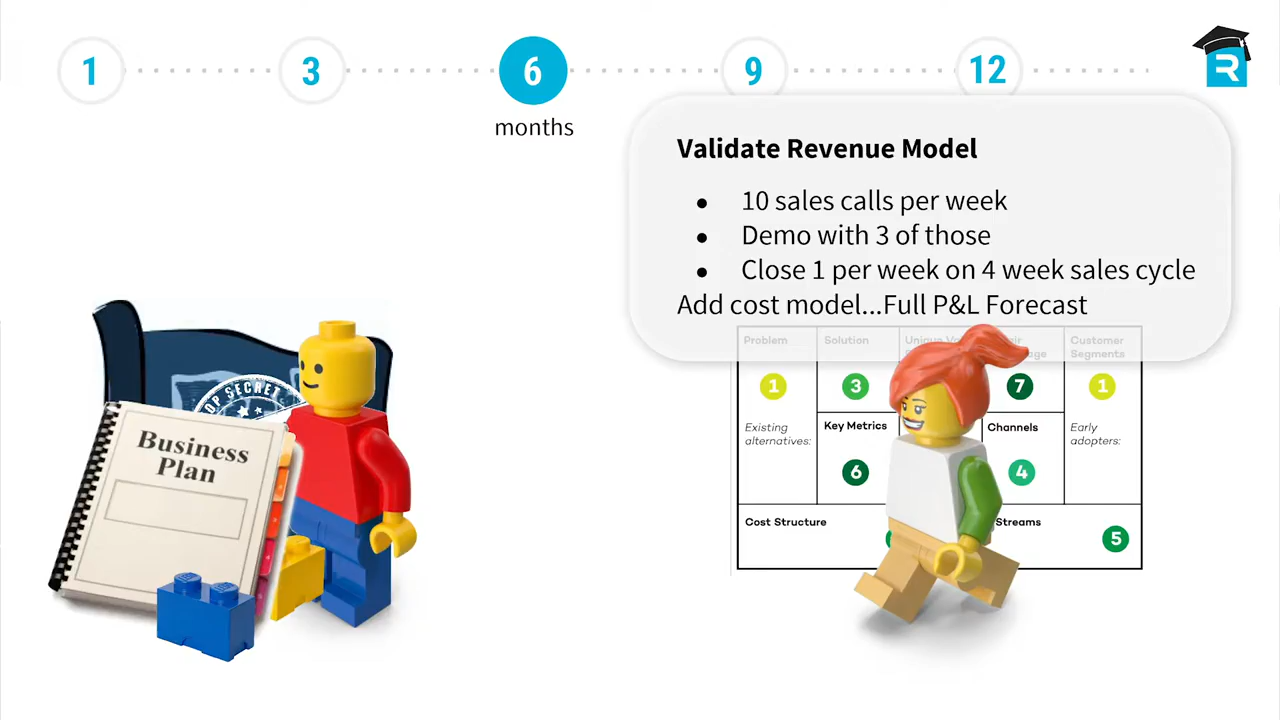 1
3
6
9
12
R
months
Validate Revenue Model
● 10 sales calls per week
● Demo with 3 of those
● Close 1 per week on 4 week sales cycle
Add cost model...Full P&L Forecast
TOP SECRET
Business
Plan
Problem
Solution
Customer
Segments
1
3
7
1
Existing
alternatives:
Key Metrics
Channels
Early
adopters:
6
4
Cost Structure
Streams
5